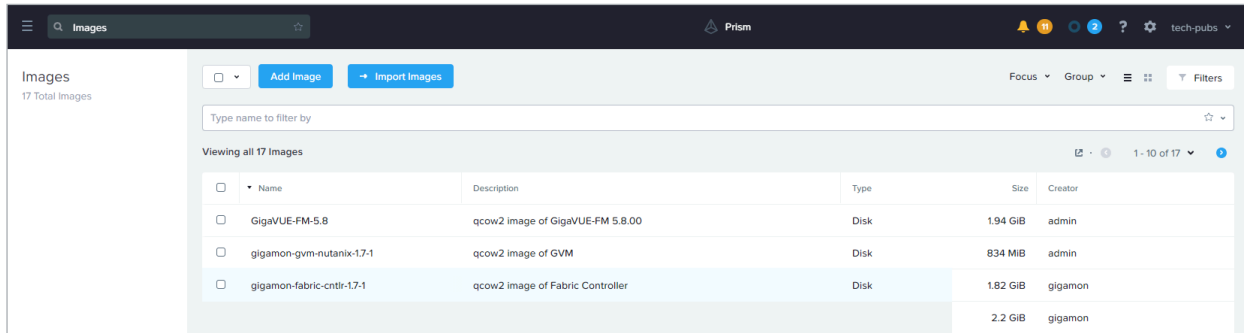 Images
Prism
11
2
?
tech-pubs
Images
17 Total Images
Add Image
Import Images
Focus
Group
Filters
Type name to filter by
Viewing all 17 Images
1 - 10 of 17
Name Description Type Size Creator
GigaVUE-FM-5.8 qcow2 image of GigaVUE-FM 5.8.00 Disk 1.94 GiB admin
gigamon-gvm-nutanix-1.7-1 qcow2 image of GVM Disk 834 MiB admin
gigamon-fabric-cntlr-1.7-1 qcow2 image of Fabric Controller Disk 1.82 GiB gigamon
2.2 GiB gigamon